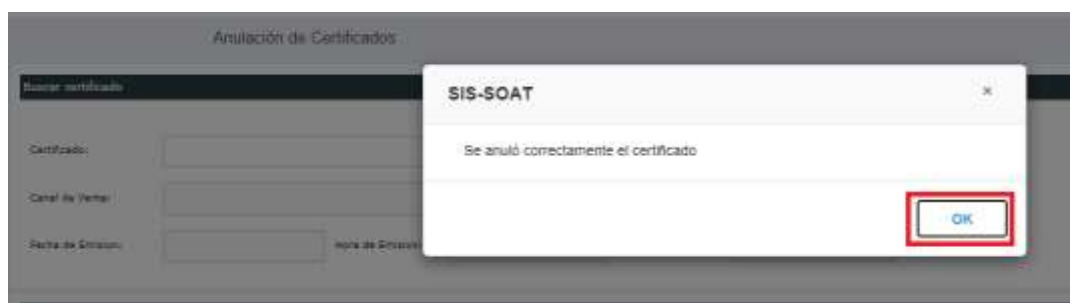 Anulación de Certificados
Buscar certificado
SIS-SOAT
×
Se anuló correctamente el certificado
Certificado:
Canal de Venta:
OK
Fecha de Emision:
Hora de Emision